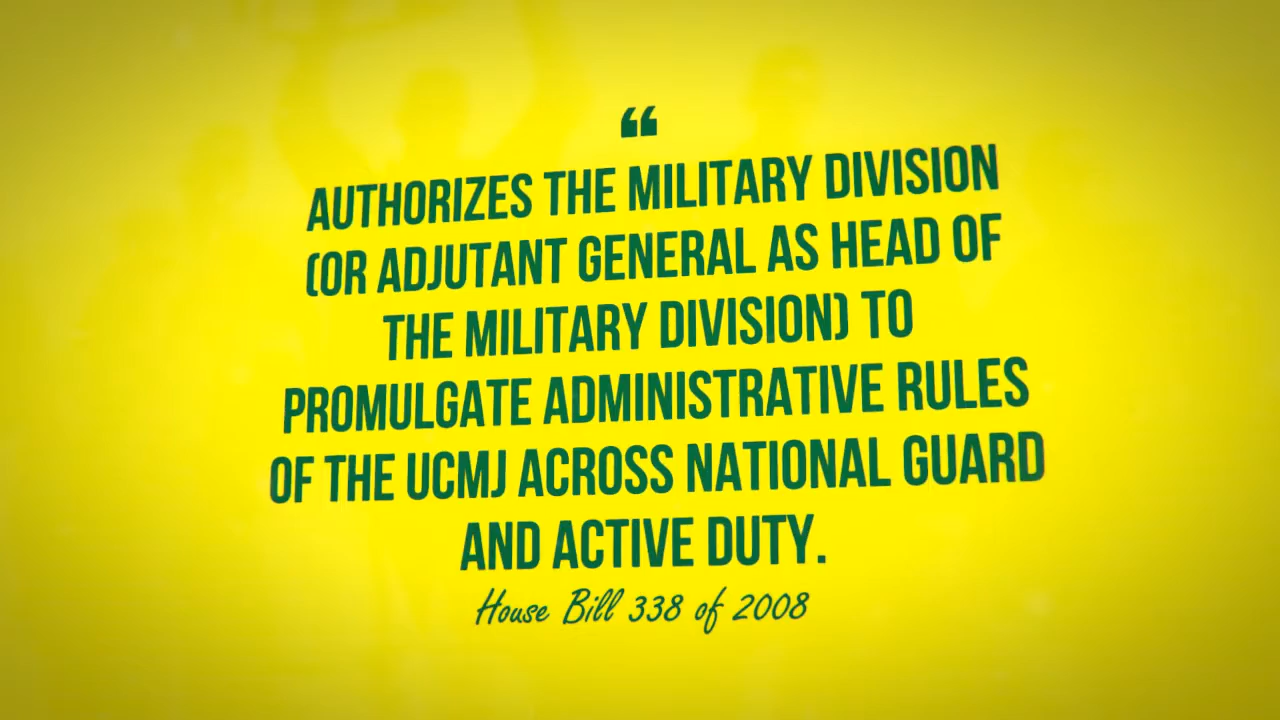 “
AUTHORIZES THE MILITARY DIVISION
(OR ADJUTANT GENERAL AS HEAD OF
THE MILITARY DIVISION) TO
PROMULGATE ADMINISTRATIVE RULES
OF THE UCMJ ACROSS NATIONAL GUARD
AND ACTIVE DUTY.
House Bill 338 of 2008